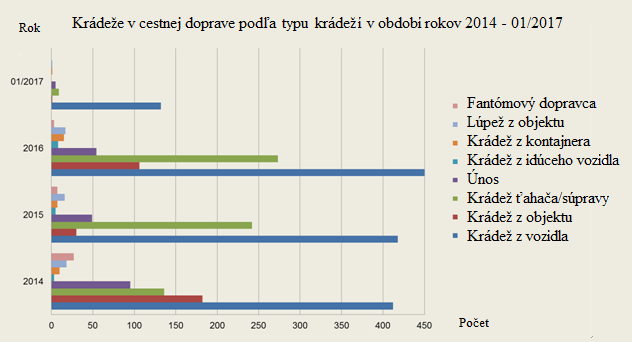 Rok
Krádeže v cestnej doprave podľa typu krádeží v období rokov 2014 - 01/2017
01/2017
2016
2015
2014
0 50 100 150 200 250 300 350 400 450
Počet
Fantómový dopravca
Lúpež z objektu
Krádež z kontajnera
Krádež z idúceho vozidla
Únos
Krádež ťahača/súpravy
Krádež z objektu
Krádež z vozidla